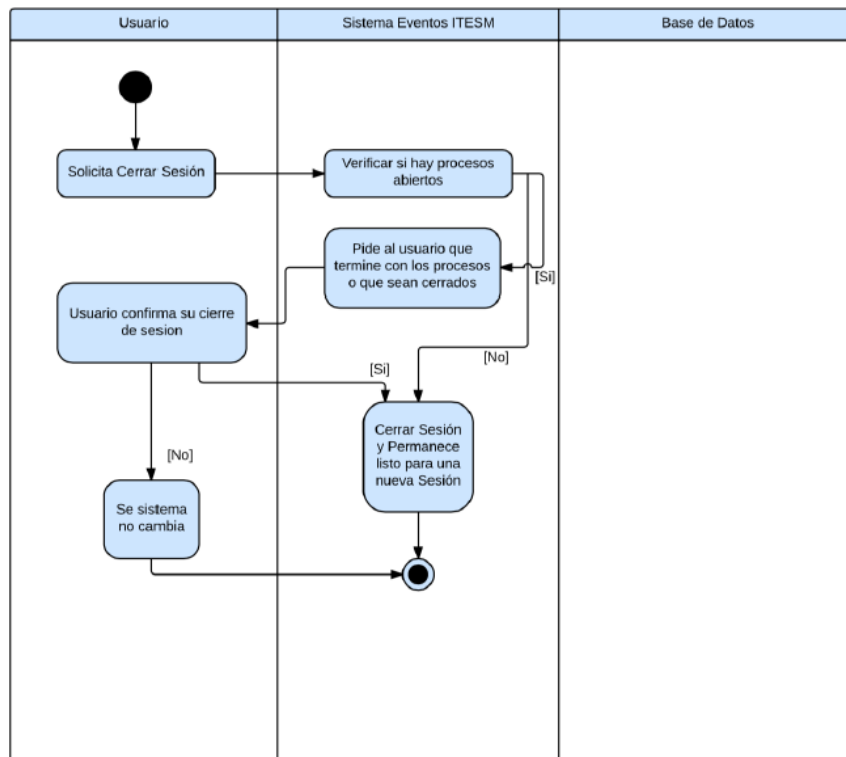 Usuario
Sistema Eventos ITESM
Base de Datos
Solicita Cerrar Sesión
Verificar si hay procesos
abiertos
Pide al usuario que
termine con los procesos
o que sean cerrados
[Si]
Usuario confirma su cierre
de sesion
[No]
[Si]
Cerrar Sesión
y Permanece
listo para una
nueva Sesión
[No]
Se sistema
no cambia